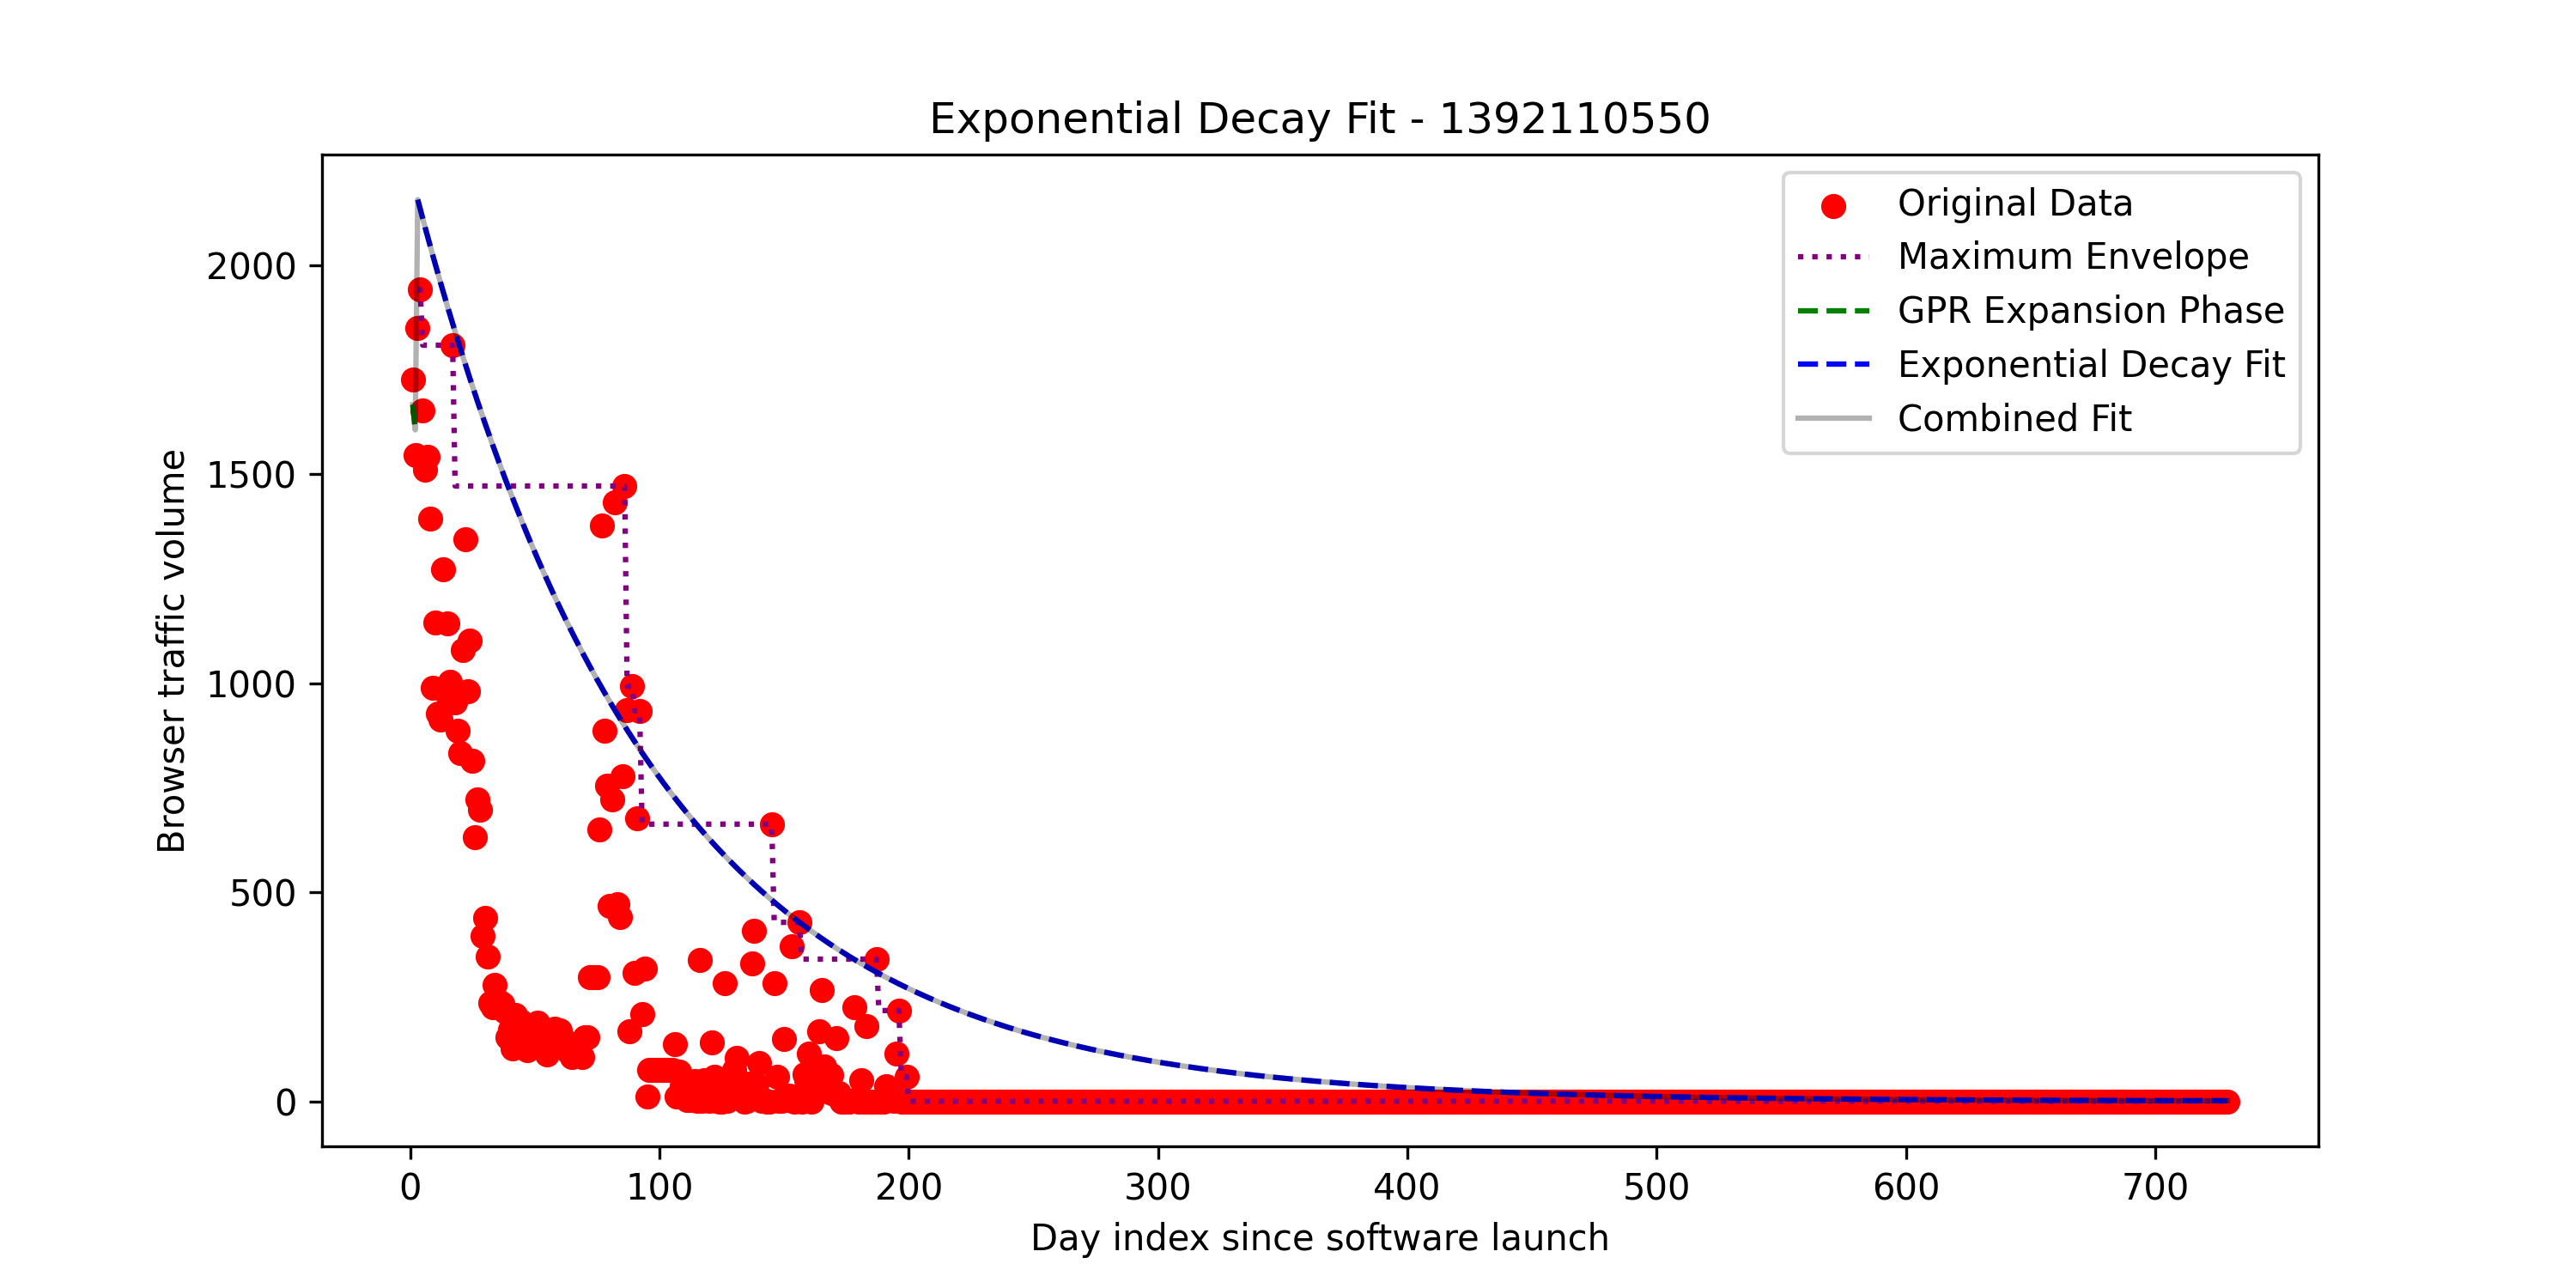 Exponential Decay Fit - 1392110550
Original Data
Maximum Envelope
GPR Expansion Phase
Exponential Decay Fit
Combined Fit
Browser traffic volume
2000
1500
1000
500
0
0 100 200 300 400 500 600 700
Day index since software launch